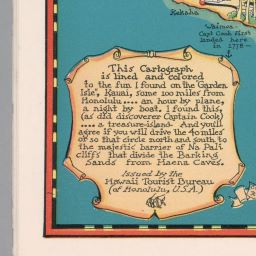 Kekaha
Waimea
Capt Cook first
landed here
in 1778—
This Cartograph
is lined and colored
to the fun I found on the Garden
Isle, Kauai, some 100 miles from
Honolulu .... an hour by plane,
a night by boat. I found this,
(as did discoverer Captain Cook)
.... a treasure-island. And you'll
agree if you will drive the 40 miles
or so that circle north and south to
the majestic barrier of Na Pali
cliffs that divide the Barking
Sands from Haena Caves.
Issued by the
Hawaii Tourist Bureau
(of Honolulu, U.S.A.)